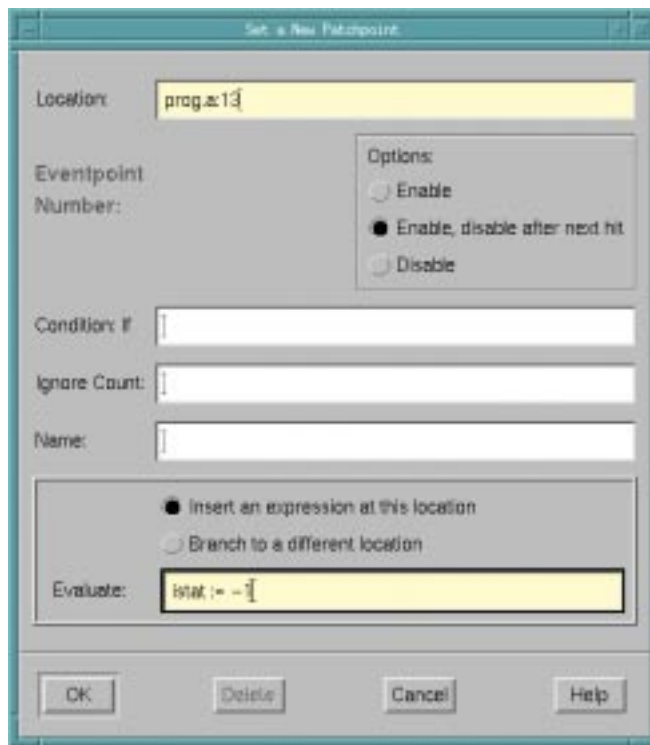 Set a New Patchpoint
Location: prog.a:13
Eventpoint
Number:
Options:
Enable
Enable, disable after next hit
Disable
Condition: If
Ignore Count:
Name:
Insert an expression at this location
Branch to a different location
Evaluate: istat := -1
OK Delete Cancel Help